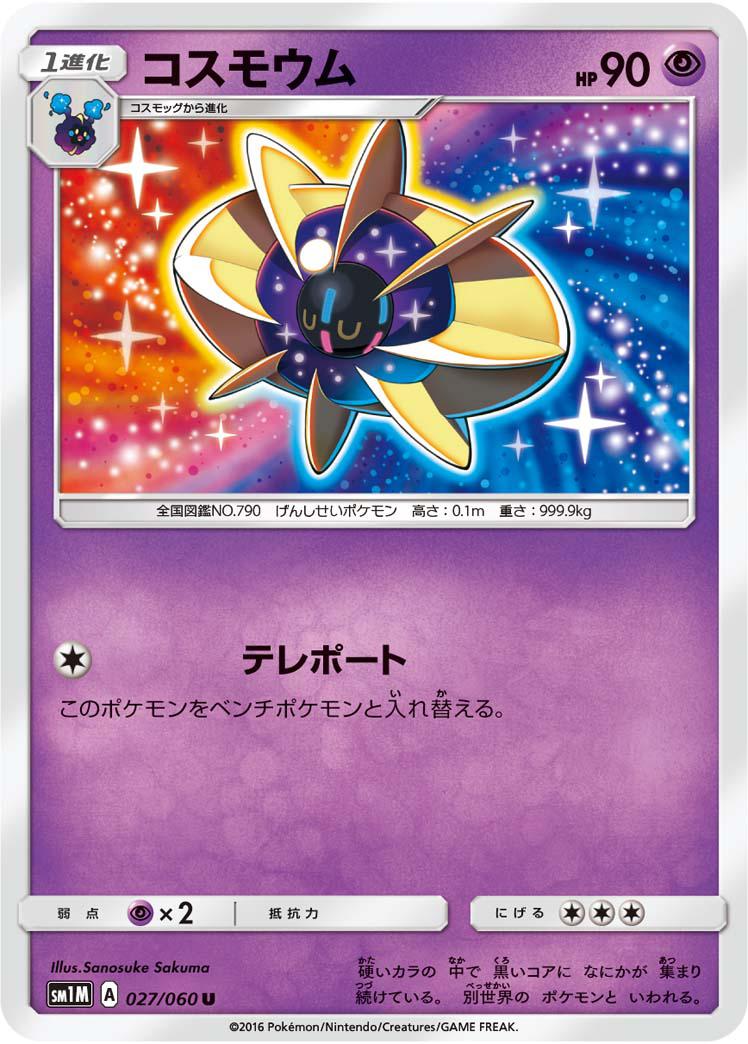 1進化
コスモウム
HP 90
コスモッグから進化
全国図鑑NO.790 げんしせいポケモン 高さ:0.1m 重さ:999.9kg
テレポート
このポケモンをベンチポケモンと入れ替える。
弱点 ×2 抵抗力 にげる
Illus.Sanosuke Sakuma
硬いカラの 中で 黒いコアに なにかが 集まり
続けている。 別世界の ポケモンと いわれる。
SM1M A 027/060 U
©2016 Pokémon/Nintendo/Creatures/GAME FREAK.